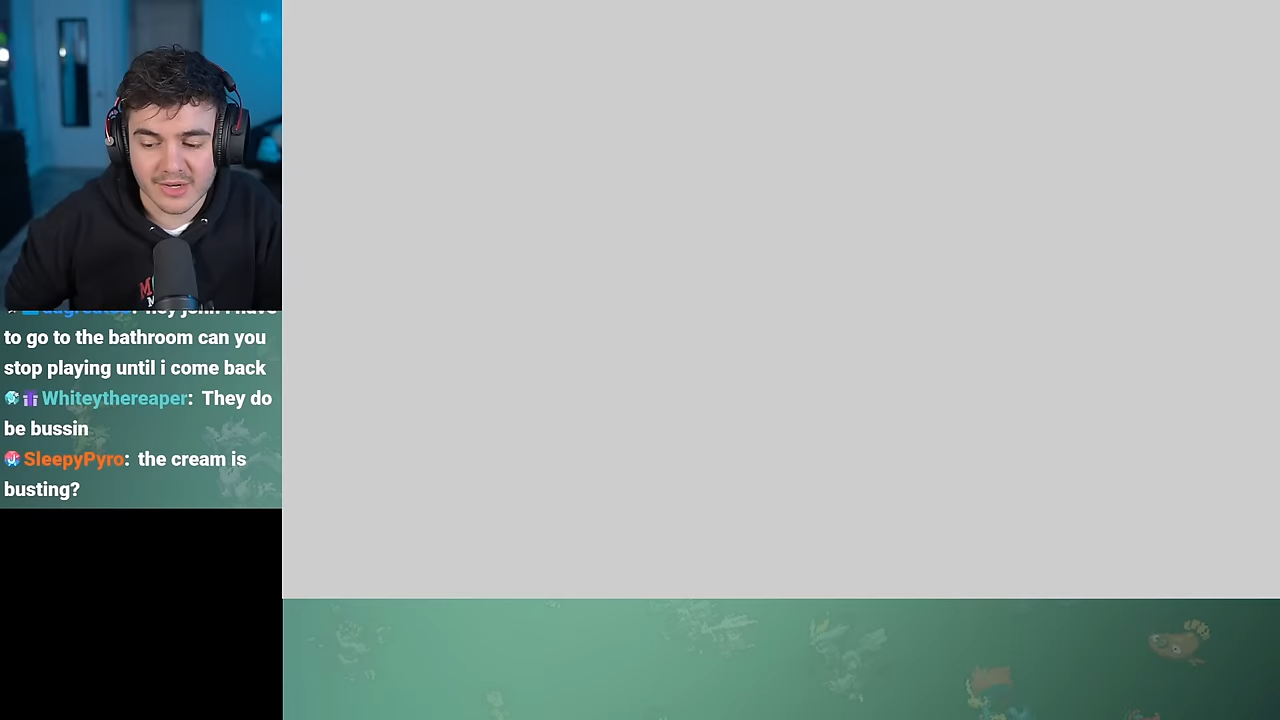 to go to the bathroom can you
stop playing until i come back
Whiteythereaper: They do
be bussin
SleepyPyro: the cream is
busting?